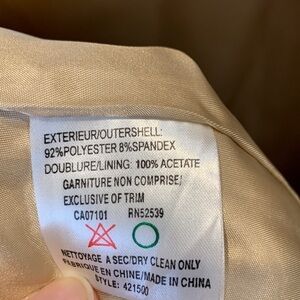 EXTERIEUR/OUTERSHELL:
92%POLYESTER 8%SPANDEX
DOUBLURE/LINING: 100% ACETATE
GARNITURE NON COMPRISE/
EXCLUSIVE OF TRIM
CA07101 RN52539
NETTOYAGE A SEC/DRY CLEAN ONLY
FABRIQUE EN CHINE/MADE IN CHINA
STYLE: 421500